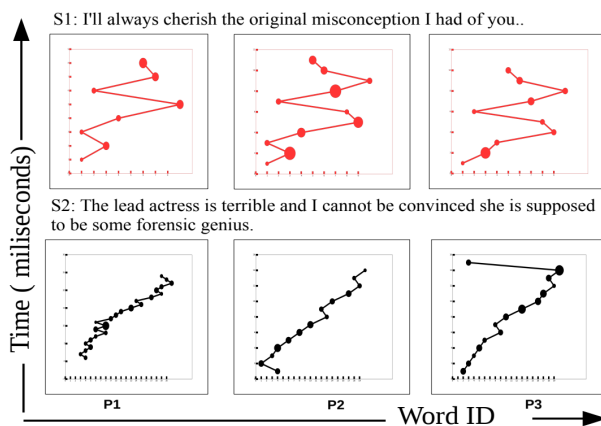 S1: I'll always cherish the original misconception I had of you..
S2: The lead actress is terrible and I cannot be convinced she is supposed
to be some forensic genius.
Time ( miliseconds)
P1
P2
P3
Word ID